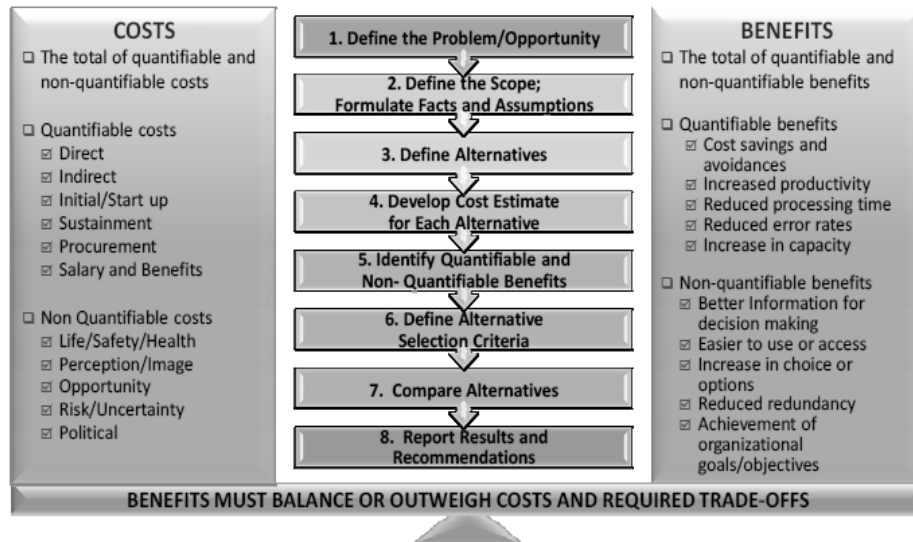 COSTS
❑ The total of quantifiable and
non-quantifiable costs
❑ Quantifiable costs
☑ Direct
☑ Indirect
☑ Initial/Start up
☑ Sustainment
☑ Procurement
☑ Salary and Benefits
❑ Non Quantifiable costs
☑ Life/Safety/Health
☑ Perception/Image
☑ Opportunity
☑ Risk/Uncertainty
☑ Political
1. Define the Problem/Opportunity
2. Define the Scope;
Formulate Facts and Assumptions
3. Define Alternatives
4. Develop Cost Estimate
for Each Alternative
5. Identify Quantifiable and
Non- Quantifiable Benefits
6. Define Alternative
Selection Criteria
7. Compare Alternatives
8. Report Results and
Recommendations
BENEFITS
❑ The total of quantifiable and
non-quantifiable benefits
❑ Quantifiable benefits
☑ Cost savings and
avoidances
☑ Increased productivity
☑ Reduced processing time
☑ Reduced error rates
☑ Increase in capacity
❑ Non-quantifiable benefits
☑ Better Information for
decision making
☑ Easier to use or access
☑ Increase in choice or
options
☑ Reduced redundancy
☑ Achievement of
organizational
goals/objectives
BENEFITS MUST BALANCE OR OUTWEIGH COSTS AND REQUIRED TRADE-OFFS